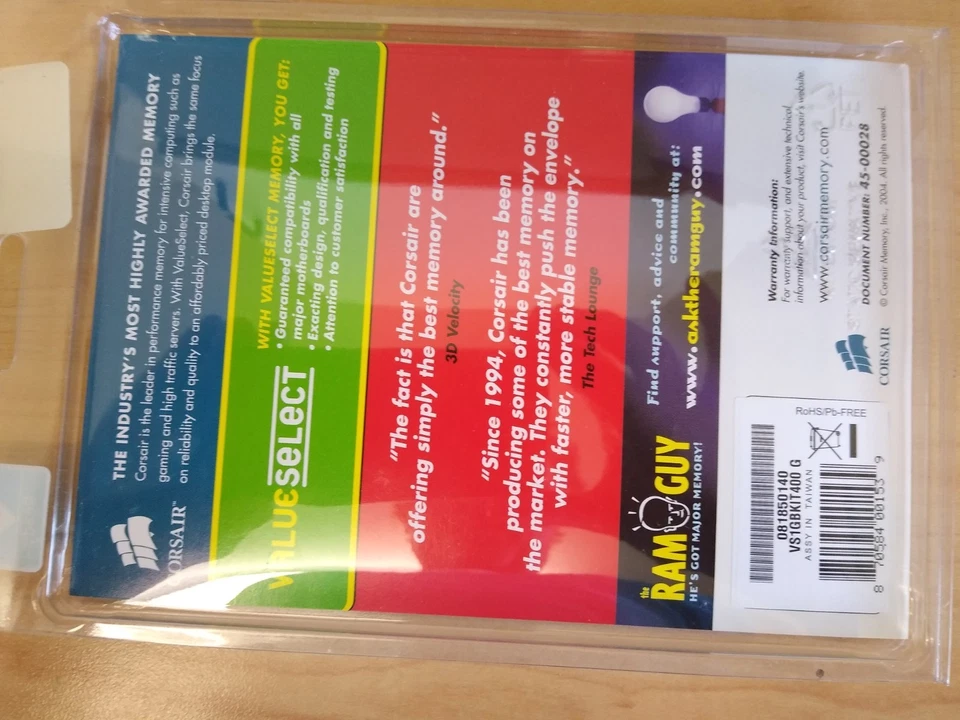 CORSAIR™
THE INDUSTRY'S MOST HIGHLY AWARDED MEMORY
Corsair is the leader in performance memory for intensive computing such as
gaming and high traffic servers. With ValueSelect, Corsair brings the same focus
on reliability and quality to an affordably priced desktop module.
VALUE SELECT
WITH VALUESELECT MEMORY, YOU GET:
• Guaranteed compatibility with all
major motherboards
• Exacting design, qualification and testing
• Attention to customer satisfaction
"The fact is that Corsair are
offering simply the best memory around."
3D Velocity
"Since 1994, Corsair has been
producing some of the best memory on
the market. They constantly push the envelope
with faster, more stable memory."
The Tech Lounge
the
RAM GUY
HE'S GOT MAJOR MEMORY!
Find support, advice and
community at:
www.asktheramguy.com
081850140
VS1GBKIT400 G
ASSY IN TAIWAN
RoHS/Pb-FREE
8 70584 00153 9
CORSAIR
Warranty Information:
For warranty support, and extensive technical
information about your product, visit Corsair's website.
www.corsairmemory.com
DOCUMENT NUMBER: 45-00028
© Corsair Memory, Inc., 2004. All rights reserved.